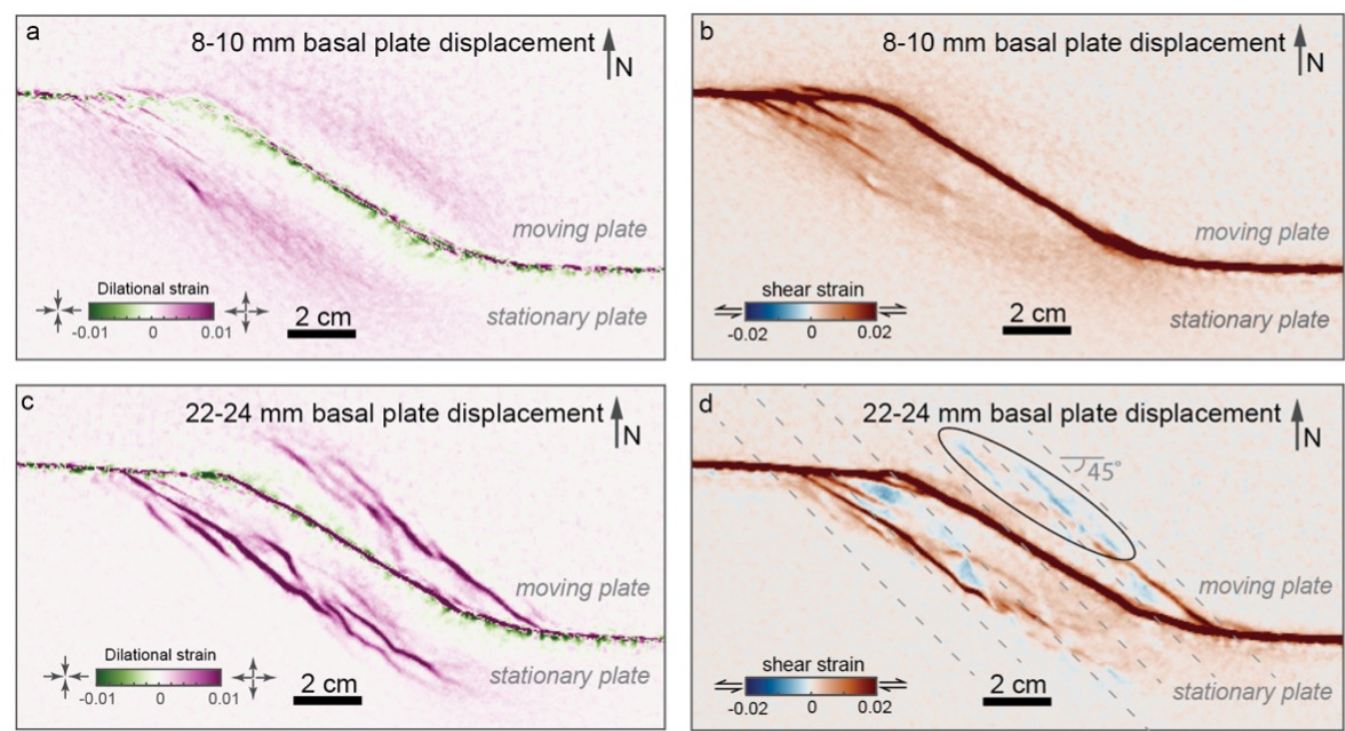 a
8-10 mm basal plate displacement
N
moving plate
stationary plate
Dilational strain
-0.01 0 0.01
2 cm
b
8-10 mm basal plate displacement
N
moving plate
stationary plate
shear strain
-0.02 0 0.02
2 cm
c
22-24 mm basal plate displacement
N
moving plate
stationary plate
Dilational strain
-0.01 0 0.01
2 cm
d
22-24 mm basal plate displacement
N
45°
moving plate
stationary plate
shear strain
-0.02 0 0.02
2 cm